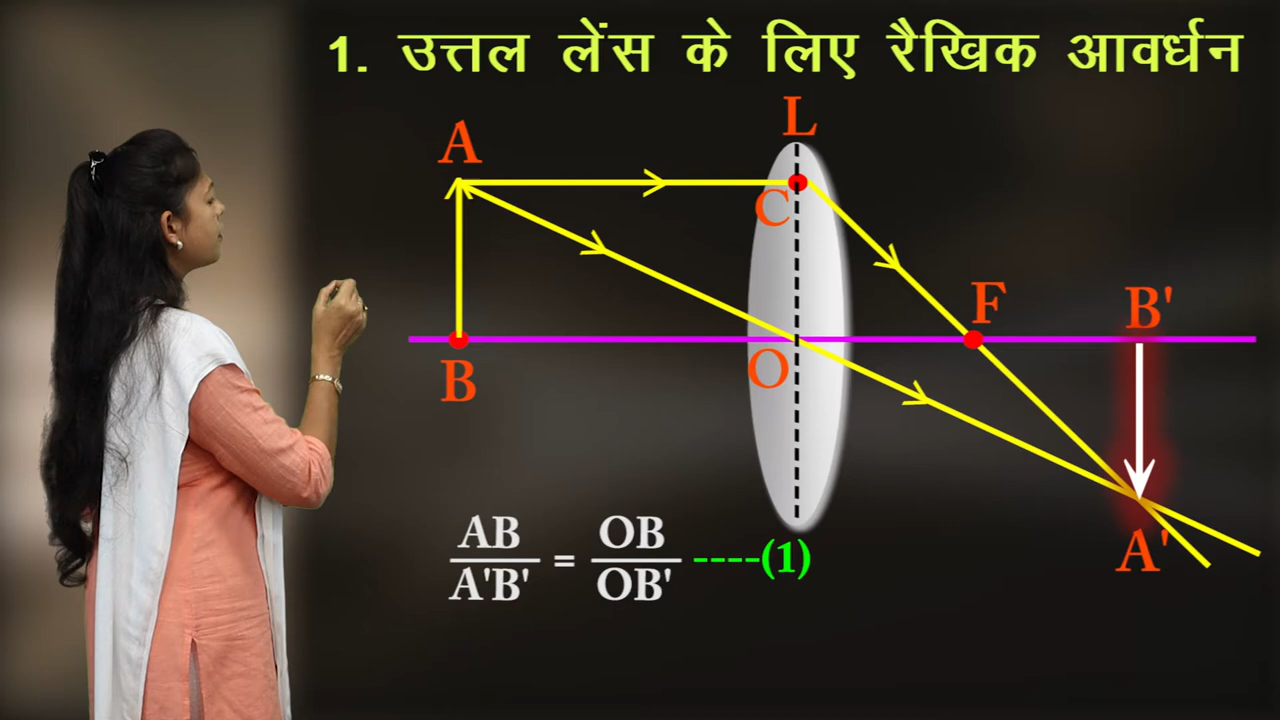 1. उत्तल लेंस के लिए रैखिक आवर्धन
L
A
C
F
B'
B
O
A'
AB/A'B' = OB/OB' ----(1)